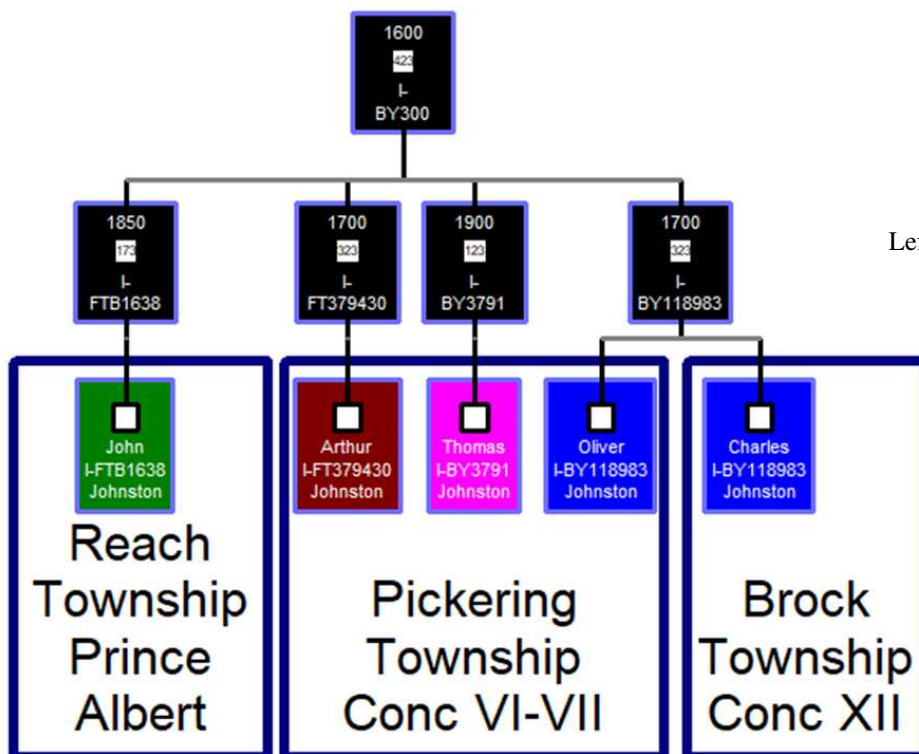 1600
423
I-
BY300
1850
173
I-
FTB1638
1700
323
I-
FT379430
1900
123
I-
BY3791
1700
323
I-
BY118983
John
I-FTB1638
Johnston
Arthur
I-FT379430
Johnston
Thomas
I-BY3791
Johnston
Oliver
I-BY118983
Johnston
Charles
I-BY118983
Johnston
Reach
Township
Prince
Albert
Pickering
Township
Conc VI-VII
Brock
Township
Conc XII